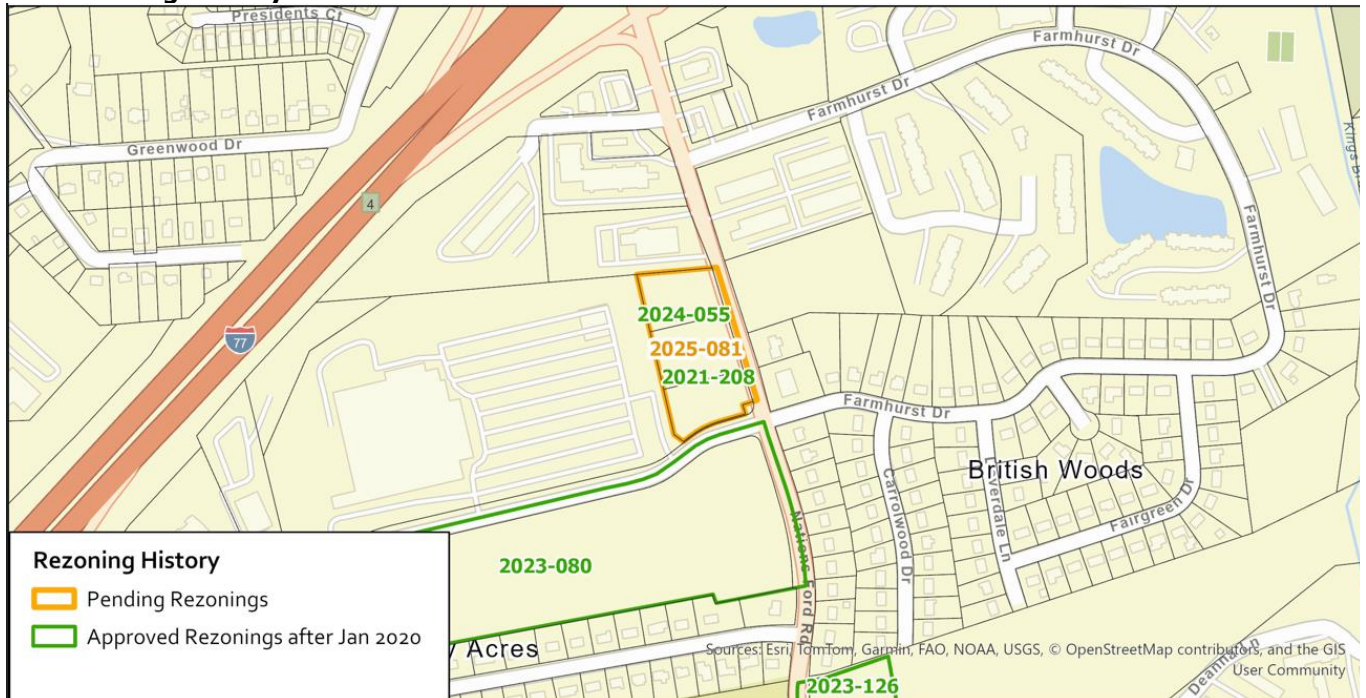 Presidents Ct
Farmhurst Dr
Farmhurst Dr
Greenwood Dr
4
77
Farmhurst Dr
2024-055
2025-081
2021-208
Farmhurst Dr
British Woods
Carrolwood Dr
Leverdale Ln
Fairgreen Dr
Nations Ford Rd
2023-080
Rezoning History
Pending Rezonings
Approved Rezonings after Jan 2020
y Acres
Sources: Esri, TomTom, Garmin, FAO, NOAA, USGS, © OpenStreetMap contributors, and the GIS
User Community
2023-126
Deanna Ln